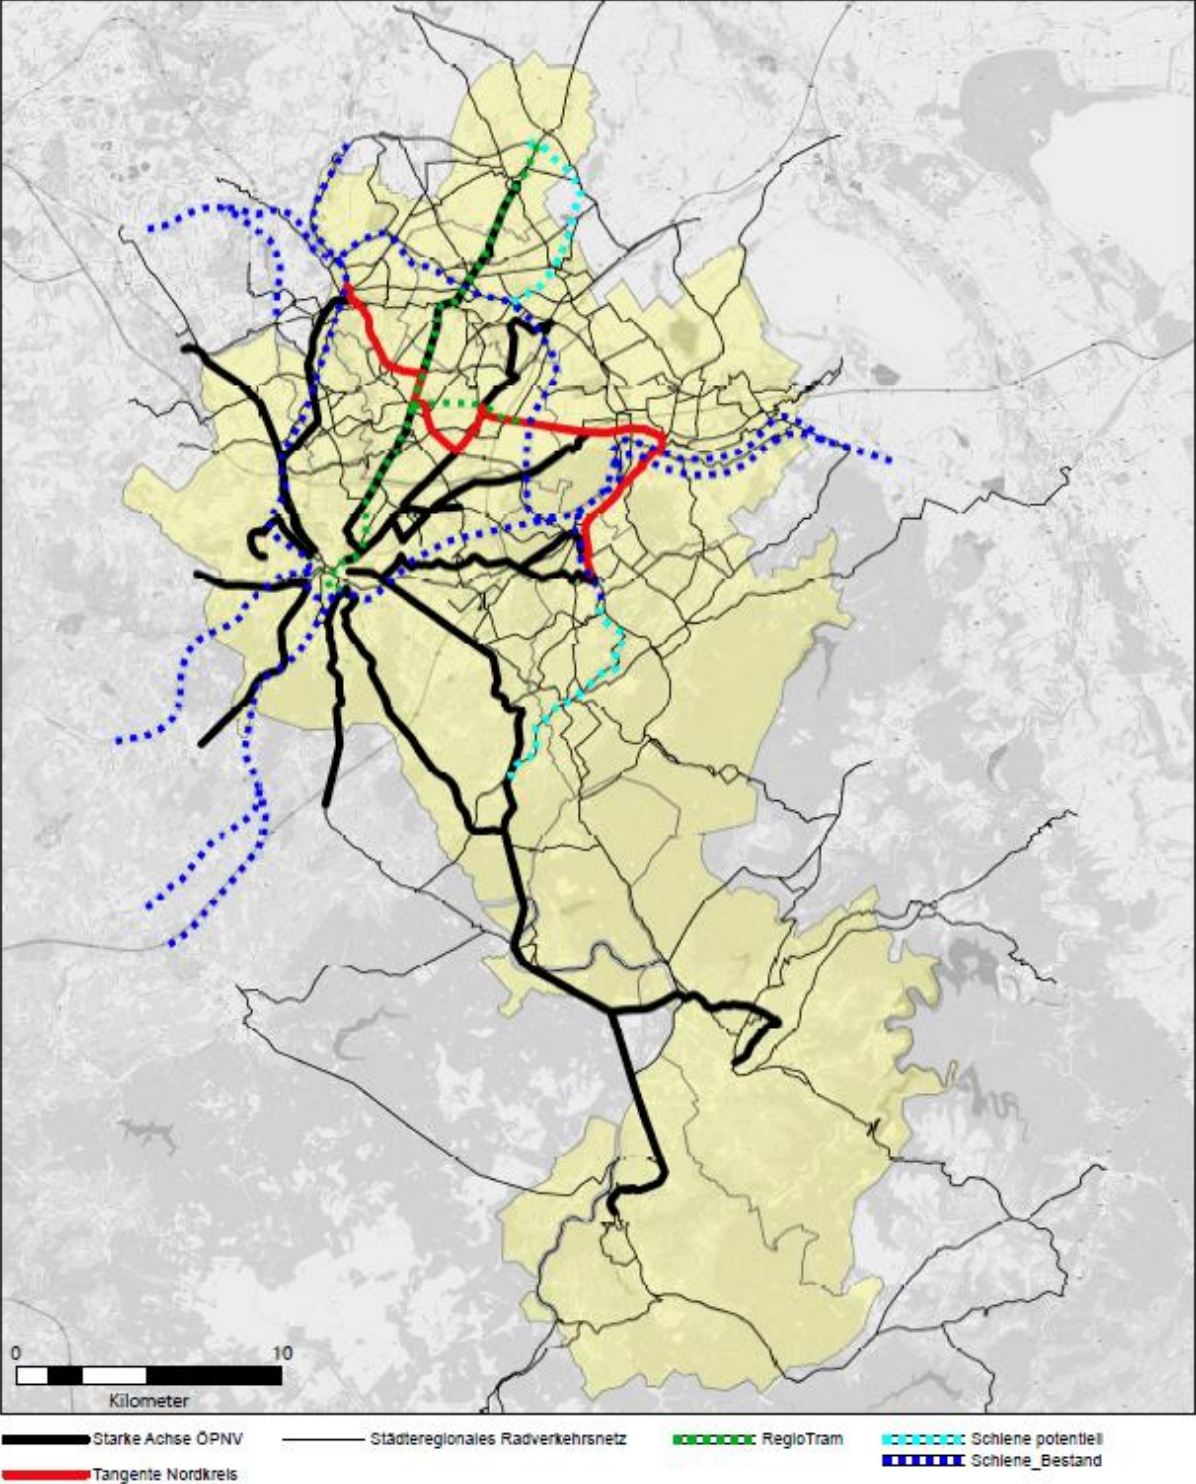 0 10
Kilometer
Starke Achse ÖPNV Städteregionales Radverkehrsnetz RegioTram Schiene potentiell
Schiene_Bestand
Tangente Nordkreis